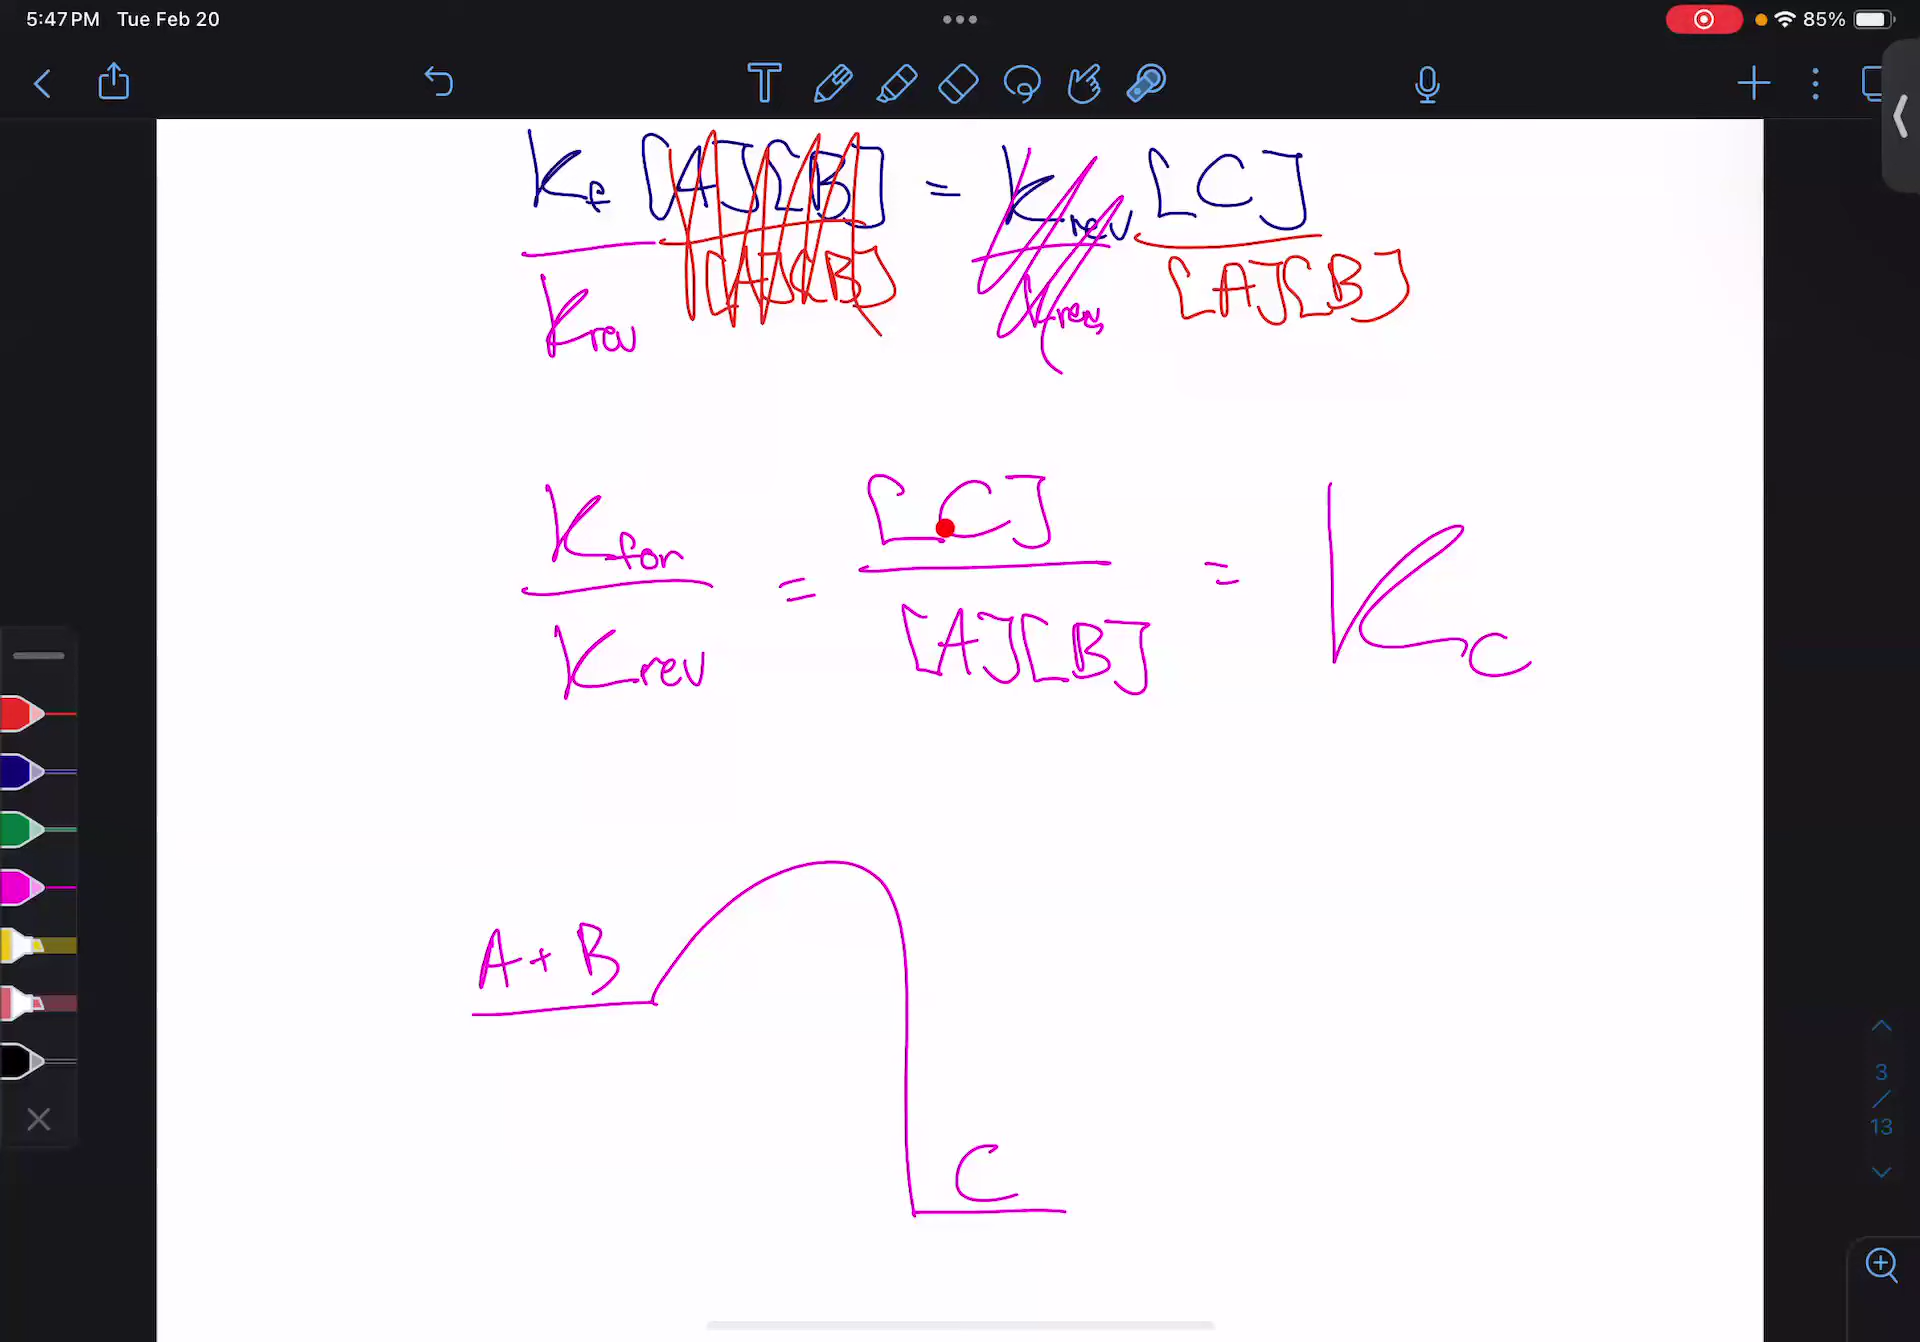 5:47 PM Tue Feb 20
85%
T
Kf [A][B] = Krev [C]
Krev [A][B] Krev [A][B]
Kfor [C]
= = Kc
Krev [A][B]
A + B
C
3
/
13